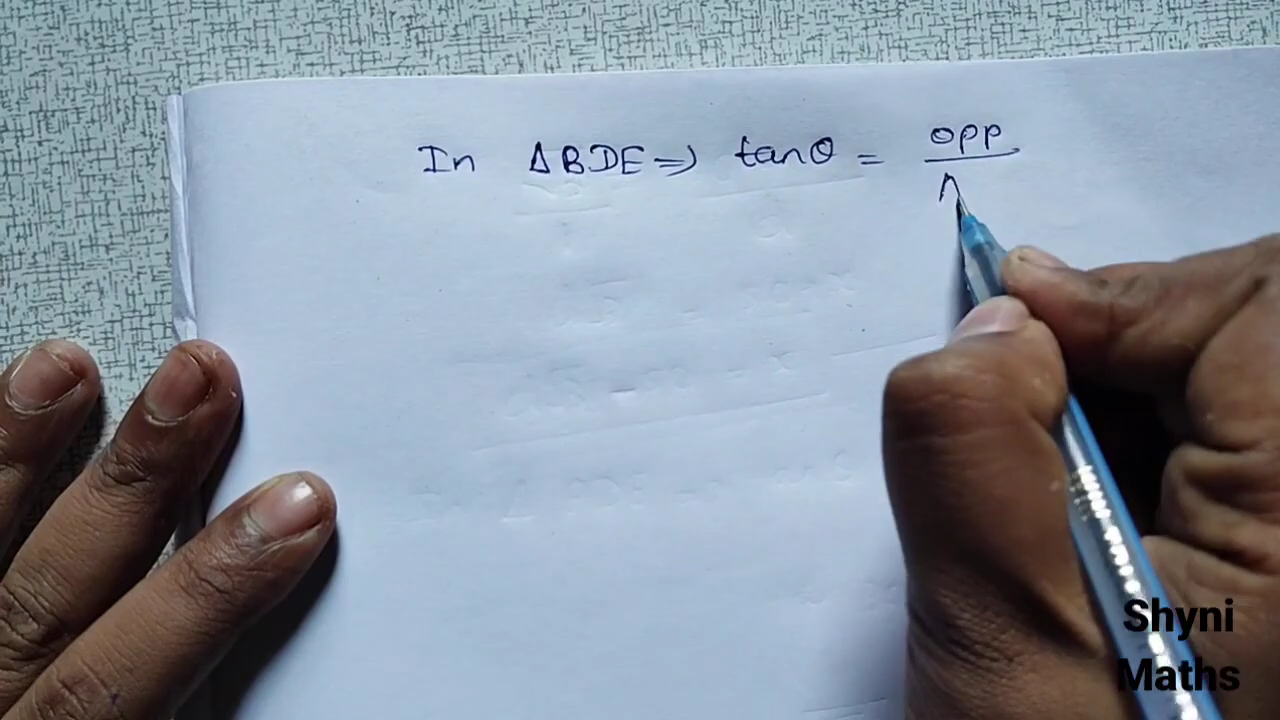 In ΔBDE ⇒ tanθ = opp
A
Shyni
Maths